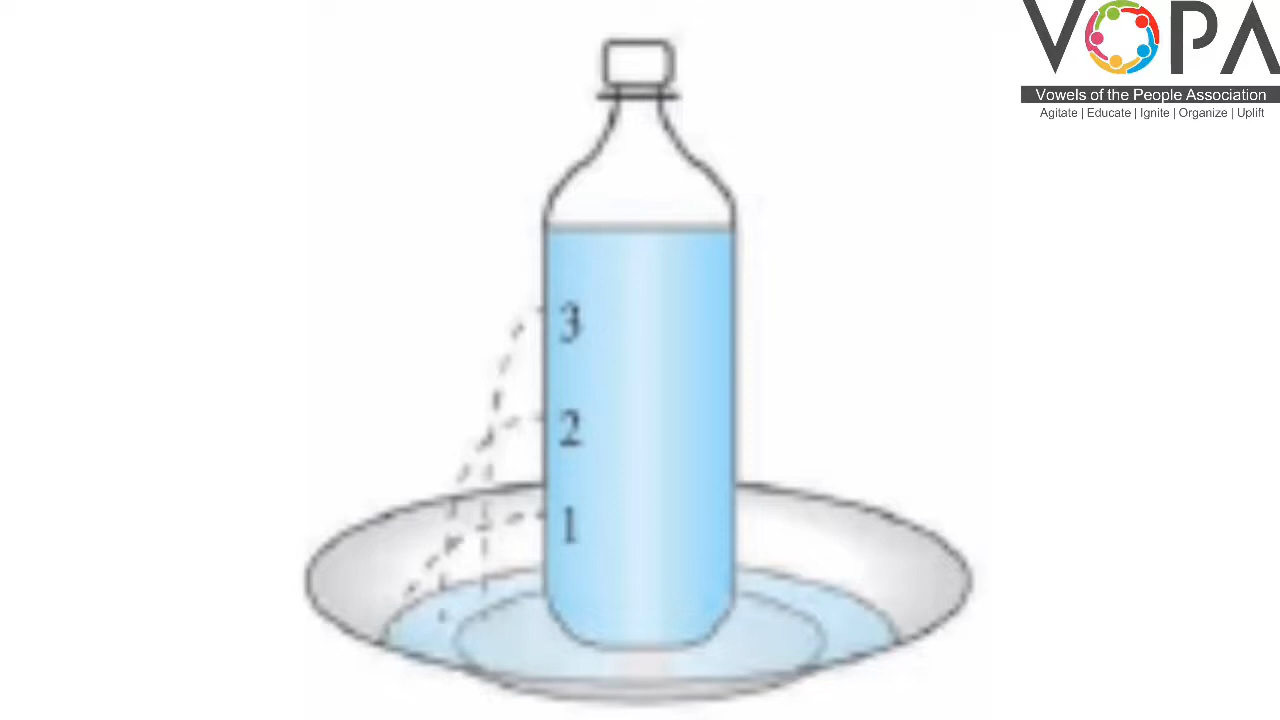 VOPA
Vowels of the People Association
Agitate | Educate | Ignite | Organize | Uplift
3
2
1